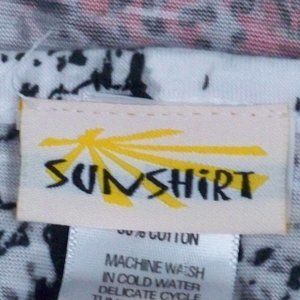 SUNSHiRT
COTTON
MACHINE WASH
IN COLD WATER
DELICATE CYCLE